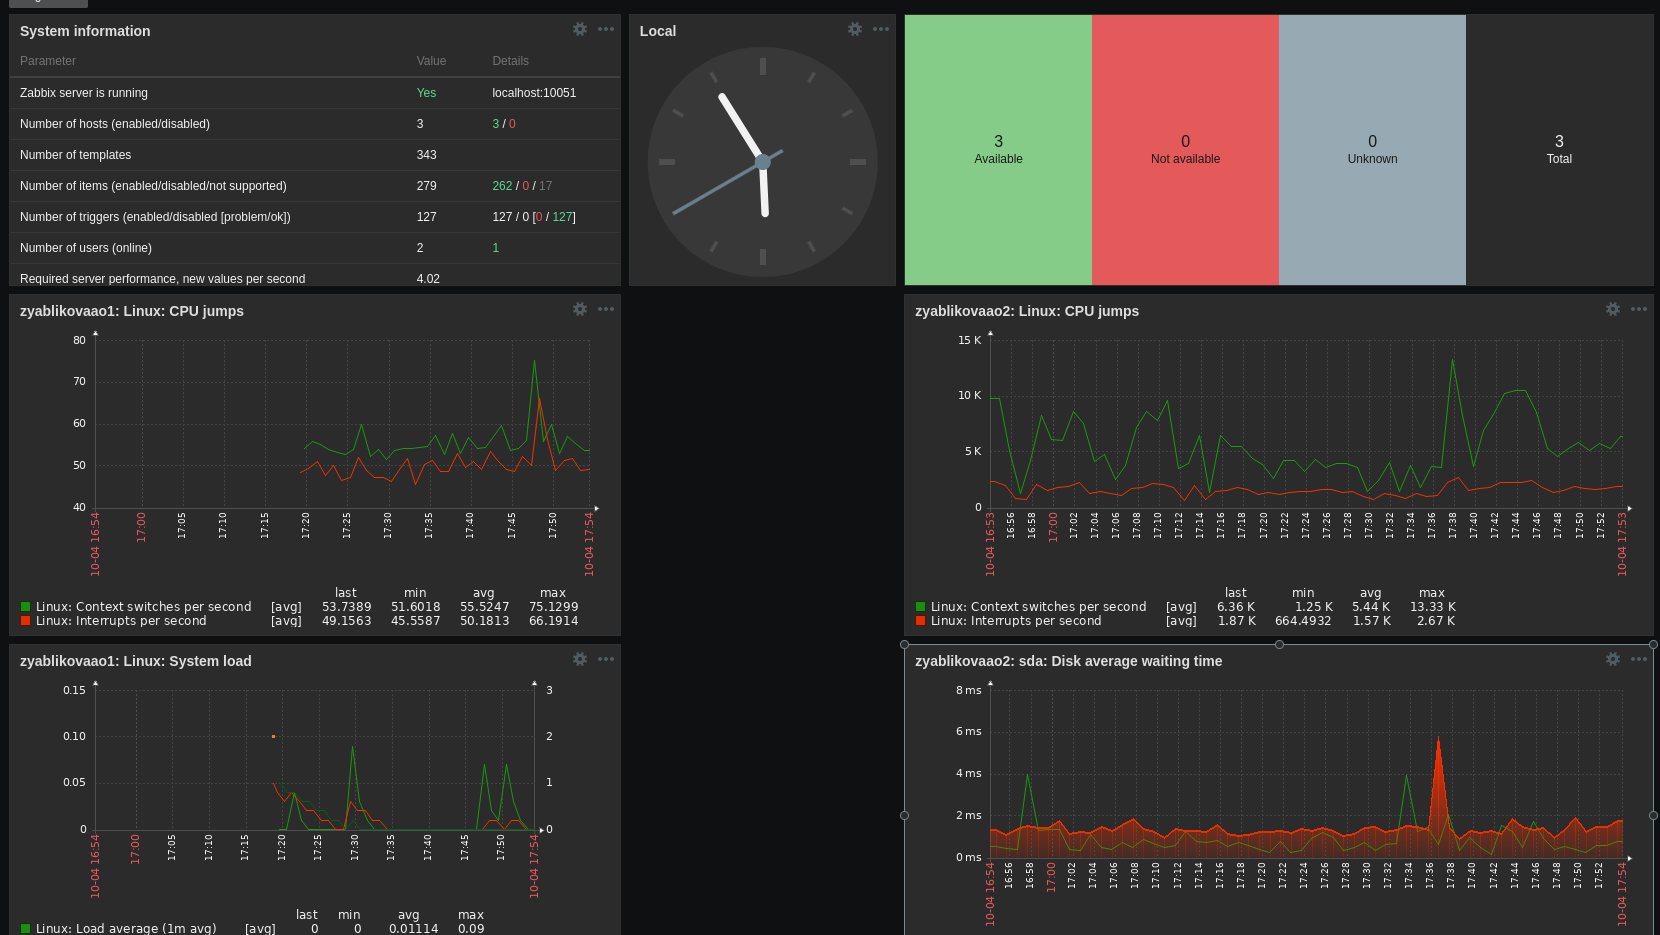 System information
Parameter Value Details
Zabbix server is running Yes localhost:10051
Number of hosts (enabled/disabled) 3 3 / 0
Number of templates 343
Number of items (enabled/disabled/not supported) 279 262 / 0 / 17
Number of triggers (enabled/disabled [problem/ok]) 127 127 / 0 [0 / 127]
Number of users (online) 2 1
Required server performance, new values per second 4.02
Local
3
Available
0
Not available
0
Unknown
3
Total
zyablikovaao1: Linux: CPU jumps
80
70
60
50
40
10-04 16:54 17:00 17:05 17:10 17:15 17:20 17:25 17:30 17:35 17:40 17:45 17:50 10-04 17:54
last min avg max
Linux: Context switches per second [avg] 53.7389 51.6018 55.5247 75.1299
Linux: Interrupts per second [avg] 49.1563 45.5587 50.1813 66.1914
zyablikovaao2: Linux: CPU jumps
15 K
10 K
5 K
0
10-04 16:53 16:56 16:58 17:00 17:02 17:04 17:06 17:08 17:10 17:12 17:14 17:16 17:18 17:20 17:22 17:24 17:26 17:28 17:30 17:32 17:34 17:36 17:38 17:40 17:42 17:44 17:46 17:48 17:50 17:52 10-04 17:53
last min avg max
Linux: Context switches per second [avg] 6.36 K 1.25 K 5.44 K 13.33 K
Linux: Interrupts per second [avg] 1.87 K 664.4932 1.57 K 2.67 K
zyablikovaao1: Linux: System load
0.15 3
0.10 2
0.05 1
0 0
10-04 16:54 17:00 17:05 17:10 17:15 17:20 17:25 17:30 17:35 17:40 17:45 17:50 10-04 17:54
last min avg max
Linux: Load average (1m avg) [avg] 0 0 0.01114 0.09
zyablikovaao2: sda: Disk average waiting time
8 ms
6 ms
4 ms
2 ms
0 ms
10-04 16:54 16:56 16:58 17:00 17:02 17:04 17:06 17:08 17:10 17:12 17:14 17:16 17:18 17:20 17:22 17:24 17:26 17:28 17:30 17:32 17:34 17:36 17:38 17:40 17:42 17:44 17:46 17:48 17:50 17:52 10-04 17:54